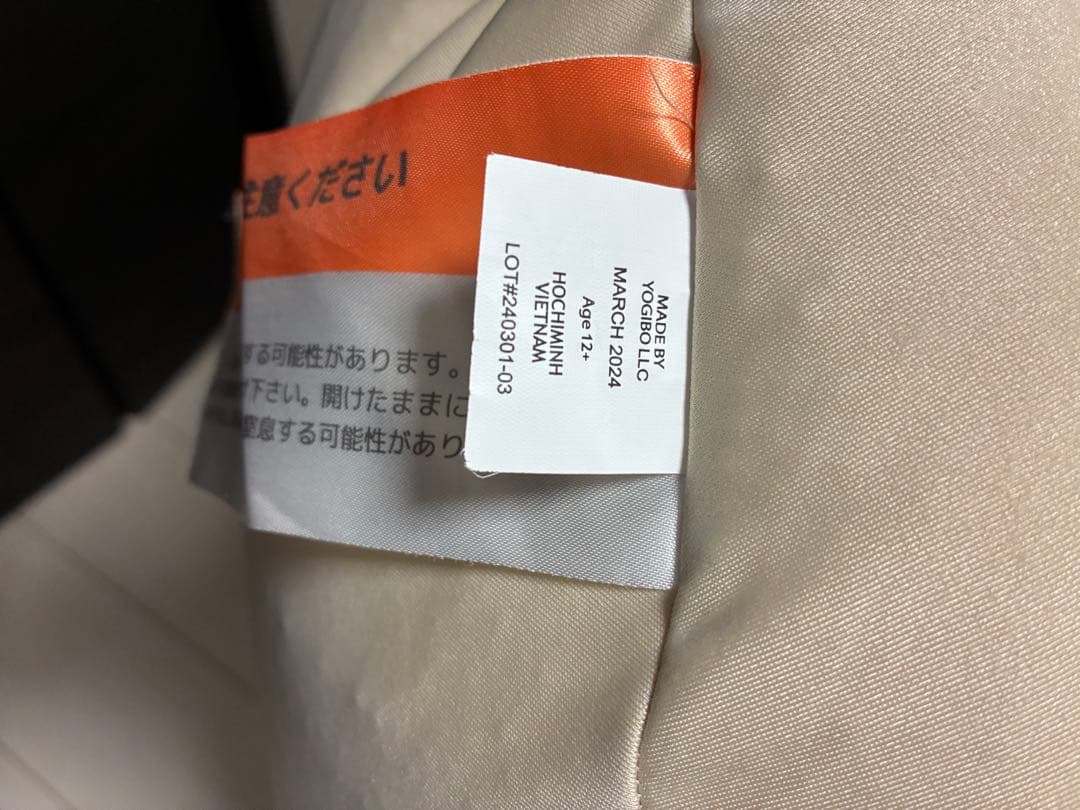 注意ください
する可能性があります。
下さい。開けたままに
窒息する可能性があり
MADE BY
YOGIBO LLC
MARCH 2024
Age 12+
HOCHIMINH
VIETNAM
LOT#240301-03